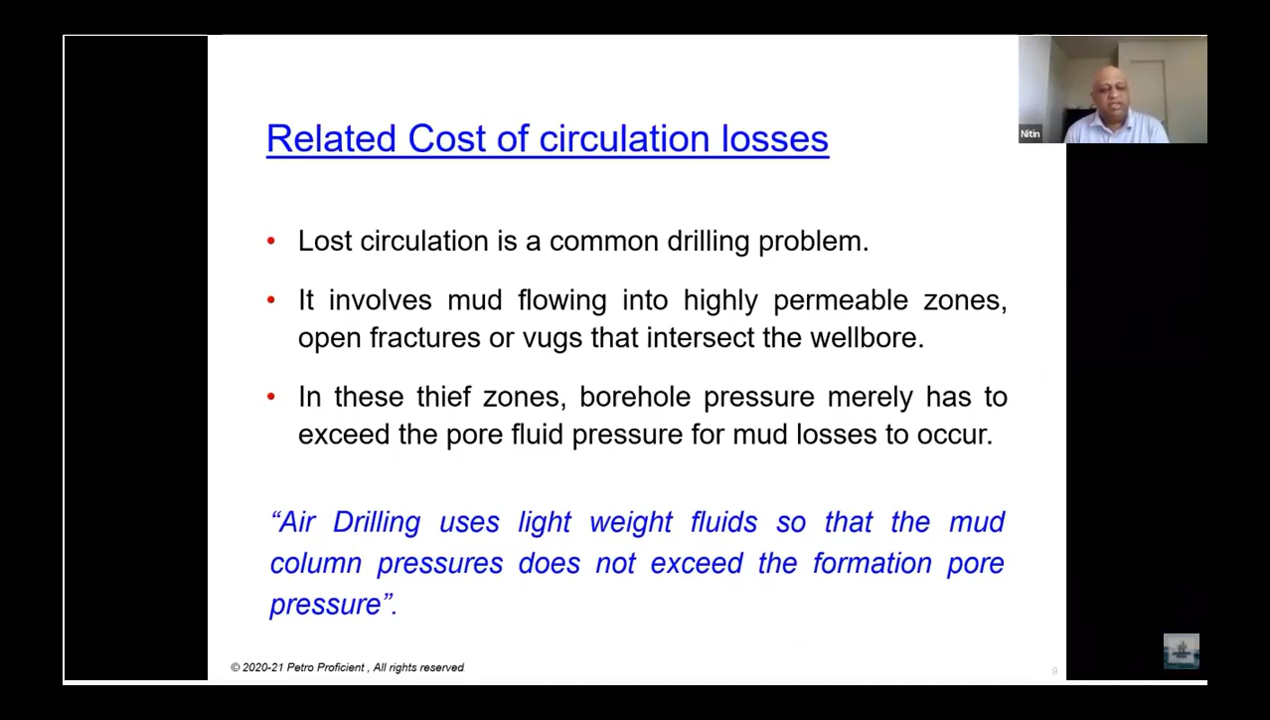 Related Cost of circulation losses
Nitin
• Lost circulation is a common drilling problem.
• It involves mud flowing into highly permeable zones,
open fractures or vugs that intersect the wellbore.
• In these thief zones, borehole pressure merely has to
exceed the pore fluid pressure for mud losses to occur.
“Air Drilling uses light weight fluids so that the mud
column pressures does not exceed the formation pore
pressure”.
© 2020-21 Petro Proficient , All rights reserved
9